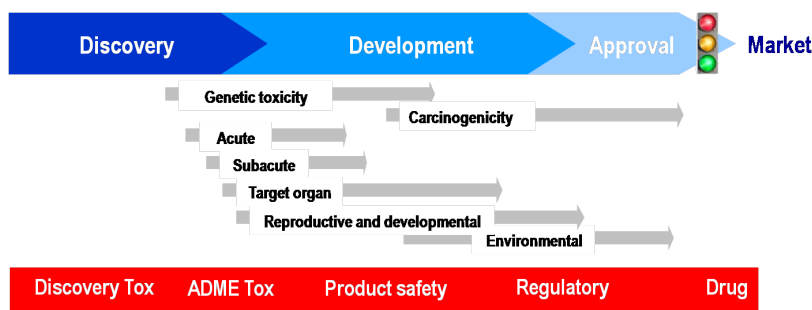 Discovery
Development
Approval
Market
Genetic toxicity
Carcinogenicity
Acute
Subacute
Target organ
Reproductive and developmental
Environmental
Discovery Tox
ADME Tox
Product safety
Regulatory
Drug